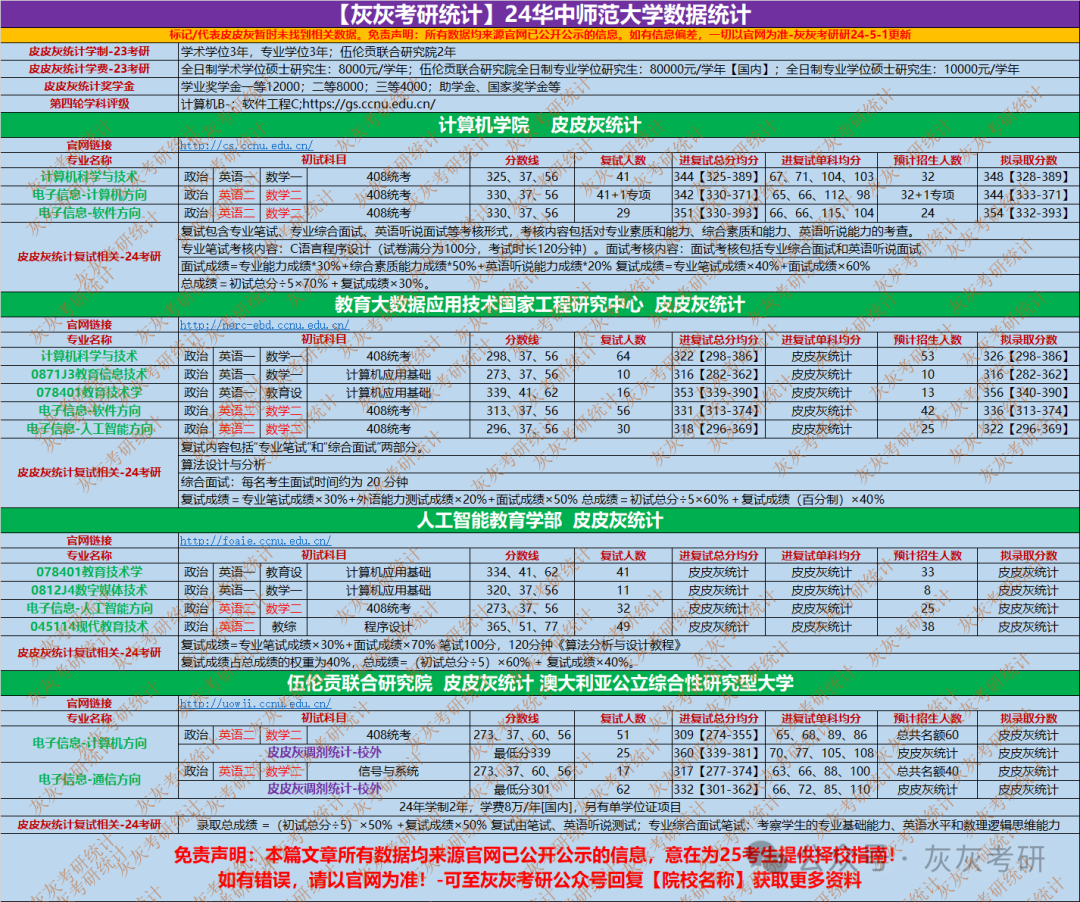 【灰灰考研统计】24华中师范大学数据统计
标记/代表皮皮灰暂时未找到相关数据。免责声明：所有数据均来源官网已公开公示的信息。如有信息偏差，一切以官网为准-灰灰考研研24-5-1更新
皮皮灰统计学制-23考研 学术学位3年，专业学位3年；伍伦贡联合研究院2年
皮皮灰统计学费-23考研 全日制学术学位硕士研究生：8000元/学年；伍伦贡联合研究院全日制专业学位研究生：80000元/学年【国内】；全日制专业学位硕士研究生：10000元/学年
皮皮灰统计奖学金 学业奖学金一等12000；二等8000；三等4000；助学金、国家奖学金等
第四轮学科评级 计算机B-；软件工程C;https://gs.ccnu.edu.cn/
计算机学院 皮皮灰统计
官网链接 http://cs.ccnu.edu.cn/
专业名称 初试科目 分数线 复试人数 进复试总分均分 进复试单科均分 预计招生人数 拟录取分数
计算机科学与技术 政治 英语一 数学一 408统考 325、37、56 41 344【325-389】 67、71、104、103 32 348【328-389】
电子信息-计算机方向 政治 英语二 数学二 408统考 330、37、56 41+1专项 342【330-371】 65、66、112、98 32+1专项 344【333-371】
电子信息-软件方向 政治 英语二 数学二 408统考 330、37、56 29 351【330-393】 66、66、115、104 24 354【332-393】
皮皮灰统计复试相关-24考研
复试包含专业笔试、专业综合面试、英语听说面试等考核形式，考核内容包括对专业素质和能力、综合素质和能力、英语听说能力的考查。
专业笔试考核内容：C语言程序设计（试卷满分为100分，考试时长120分钟）。面试考核内容：面试考核包括专业综合面试和英语听说面试
面试成绩=专业能力成绩*30%+综合素质能力成绩*50%+英语听说能力成绩*20% 复试成绩=专业笔试成绩×40%+面试成绩×60%
总成绩=初试总分÷5×70% + 复试成绩×30%。
教育大数据应用技术国家工程研究中心 皮皮灰统计
官网链接 http://nerc-ebd.ccnu.edu.cn/
专业名称 初试科目 分数线 复试人数 进复试总分均分 进复试单科均分 预计招生人数 拟录取分数
计算机科学与技术 政治 英语一 数学一 408统考 298、37、56 64 322【298-386】 皮皮灰统计 53 326【298-386】
0871J3教育信息技术 政治 英语一 数学一 计算机应用基础 273、37、56 10 316【282-362】 皮皮灰统计 10 316【282-362】
078401教育技术学 政治 英语一 教育设 计算机应用基础 339、41、62 16 353【339-390】 皮皮灰统计 13 356【340-390】
电子信息-软件方向 政治 英语二 数学二 408统考 313、37、56 56 331【313-374】 皮皮灰统计 42 336【313-374】
电子信息-人工智能方向 政治 英语二 数学二 408统考 296、37、56 30 318【296-369】 皮皮灰统计 25 322【296-369】
皮皮灰统计复试相关-24考研
复试内容包括“专业笔试”和“综合面试”两部分。
算法设计与分析
综合面试：每名考生面试时间约为 20 分钟
复试成绩＝专业笔试成绩×30%+外语能力测试成绩×20%+面试成绩×50% 总成绩＝初试总分÷5×60% + 复试成绩（百分制）×40%
人工智能教育学部 皮皮灰统计
官网链接 http://foaie.ccnu.edu.cn/
专业名称 初试科目 分数线 复试人数 进复试总分均分 进复试单科均分 预计招生人数 拟录取分数
078401教育技术学 政治 英语一 教育设 计算机应用基础 334、41、62 41 皮皮灰统计 皮皮灰统计 33 皮皮灰统计
0812J4数字媒体技术 政治 英语一 数学一 计算机应用基础 320、37、56 11 皮皮灰统计 皮皮灰统计 8 皮皮灰统计
电子信息-人工智能方向 政治 英语二 数学二 408统考 273、37、56 32 皮皮灰统计 皮皮灰统计 25 皮皮灰统计
045114现代教育技术 政治 英语二 教综 程序设计 365、51、77 49 皮皮灰统计 皮皮灰统计 38 皮皮灰统计
皮皮灰统计复试相关-24考研
复试成绩=专业笔试成绩×30%+面试成绩×70% 笔试100分，120分钟《算法分析与设计教程》
复试成绩占总成绩的权重为40%，总成绩=（初试总分÷5）×60% + 复试成绩×40%。
伍伦贡联合研究院 皮皮灰统计 澳大利亚公立综合性研究型大学
官网链接 http://uowji.ccnu.edu.cn/
专业名称 初试科目 分数线 复试人数 进复试总分均分 进复试单科均分 预计招生人数 拟录取分数
电子信息-计算机方向 政治 英语二 数学二 408统考 273、37、60、56 51 309【274-355】 65、68、89、86 总共名额60 皮皮灰统计
皮皮灰调剂统计-校外 最低分339 25 360【339-381】 70、77、105、108 皮皮灰统计 皮皮灰统计
电子信息-通信方向 政治 英语二 数学二 信号与系统 273、37、60、56 17 317【277-374】 63、66、88、100 总共名额40 皮皮灰统计
皮皮灰调剂统计-校外 最低分301 62 332【301-362】 66、72、85、110 皮皮灰统计 皮皮灰统计
24年学制2年，学费8万/年[国内]，另有单学位证项目
皮皮灰统计复试相关-24考研 录取总成绩 =（初试总分÷5）×50% +复试成绩×50% 复试由笔试、英语听说测试；专业综合面试笔试、考察学生的专业基础能力、英语水平和数理逻辑思维能力
免责声明：本篇文章所有数据均来源官网已公开公示的信息，意在为25考生提供择校指南！
如有错误，请以官网为准！-可至灰灰考研公众号回复【院校名称】获取更多资料
公众号 · 灰灰考研